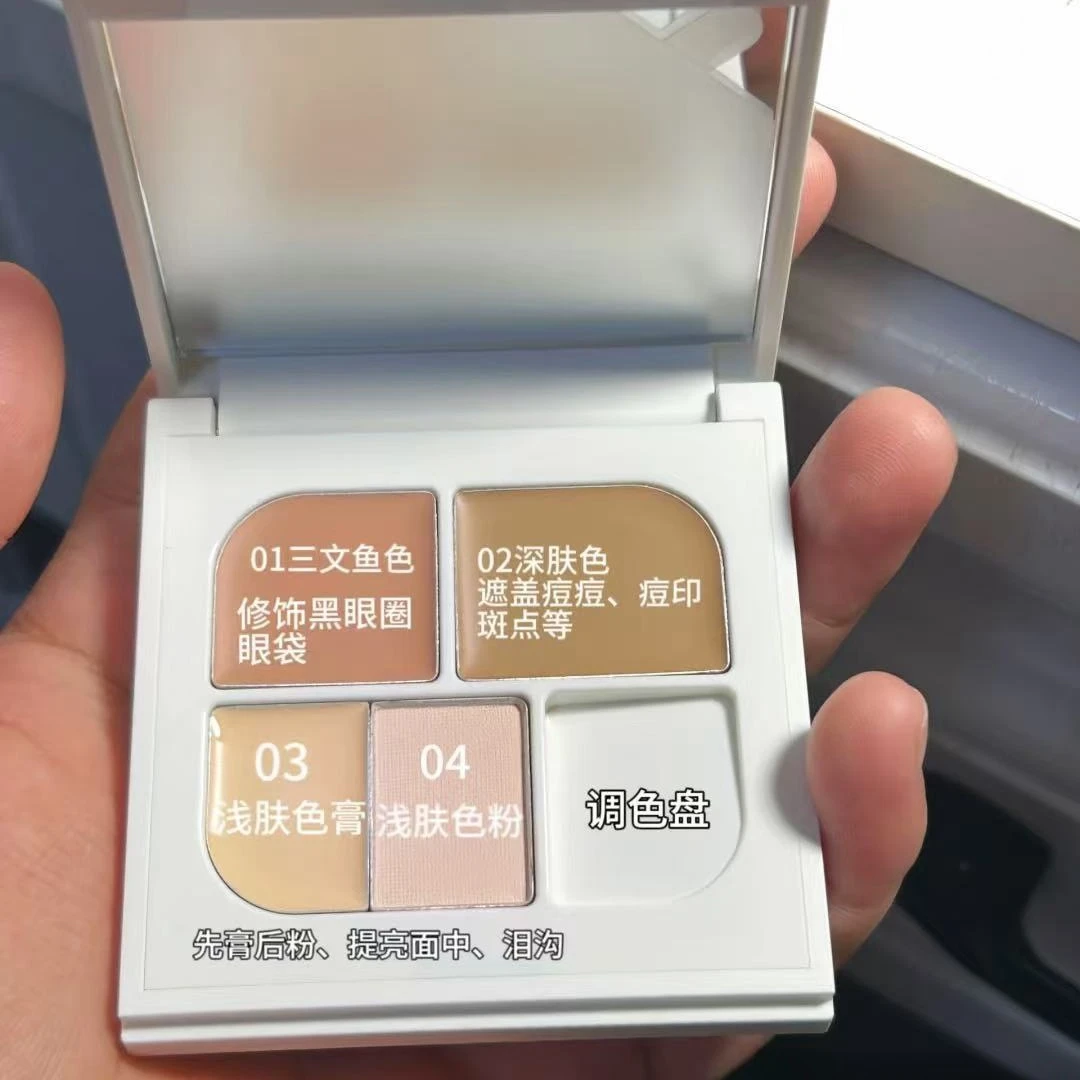 01三文鱼色
修饰黑眼圈
眼袋
02深肤色
遮盖痘痘、痘印
斑点等
03
浅肤色膏
04
浅肤色粉
调色盘
先膏后粉、提亮面中、泪沟